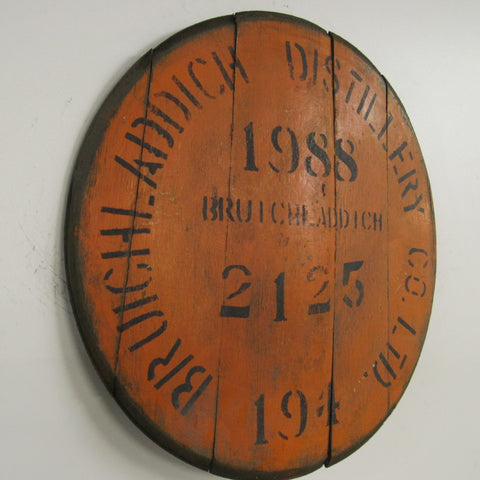 BRUICHLADDICH DISTILLERY CO. LTD.
1988
BRUICHLADDICH
2125
194